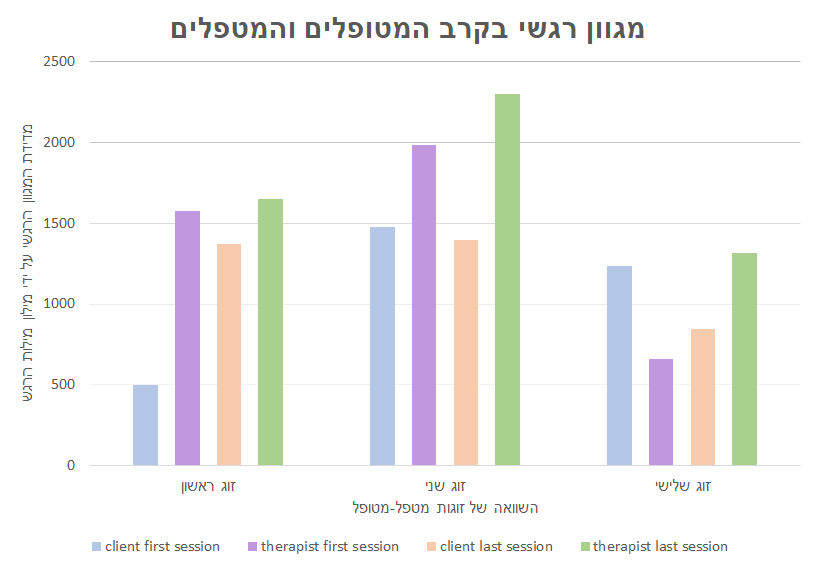 מגוון רגשי בקרב המטופלים והמטפלים
מדידת המגוון הרגשי על ידי מילון מילות הרגש
2500
2000
1500
1000
500
0
זוג ראשון
זוג שני
זוג שלישי
השוואה של זוגות מטפל-מטופל
client first session
therapist first session
client last session
therapist last session